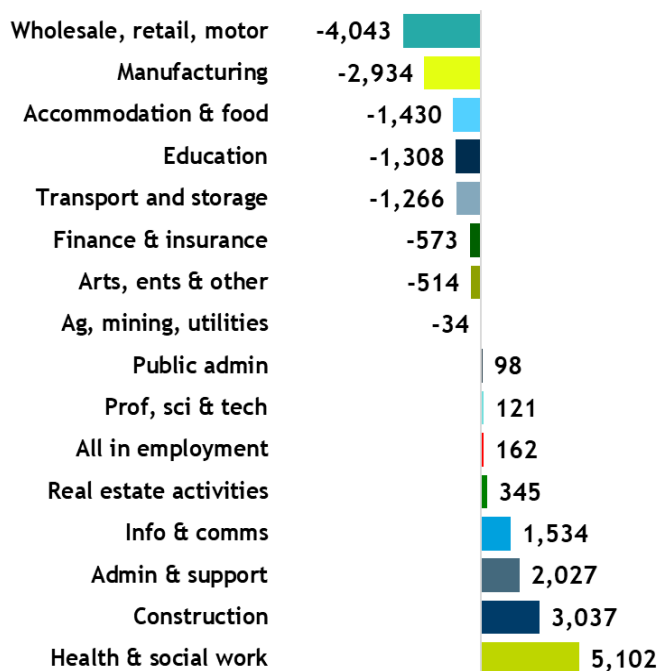 Wholesale, retail, motor -4,043
Manufacturing -2,934
Accommodation & food -1,430
Education -1,308
Transport and storage -1,266
Finance & insurance -573
Arts, ents & other -514
Ag, mining, utilities -34
Public admin 98
Prof, sci & tech 121
All in employment 162
Real estate activities 345
Info & comms 1,534
Admin & support 2,027
Construction 3,037
Health & social work 5,102